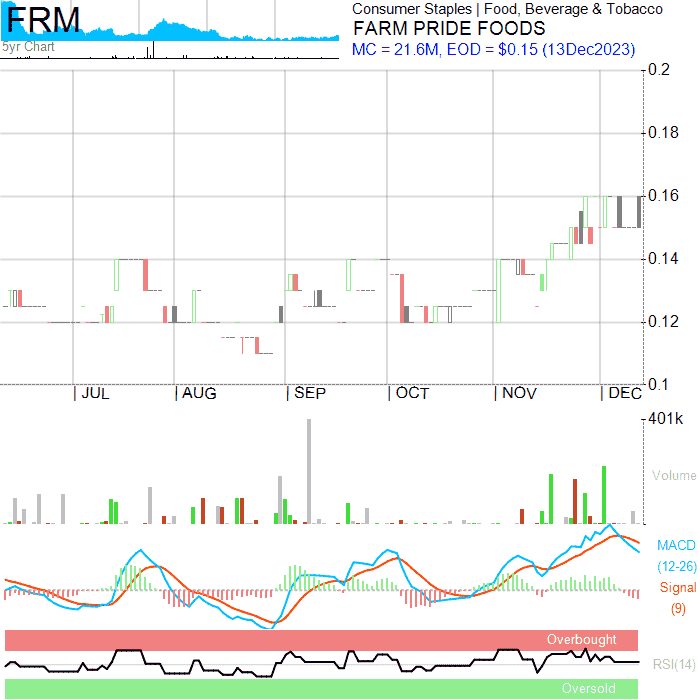 FRM
5yr Chart
Consumer Staples | Food, Beverage & Tobacco
FARM PRIDE FOODS
MC = 21.6M, EOD = $0.15 (13Dec2023)
0.2
0.18
0.16
0.14
0.12
0.1
JUL AUG SEP OCT NOV DEC
401k
Volume
MACD
(12-26)
Signal
(9)
Overbought
RSI(14)
Oversold